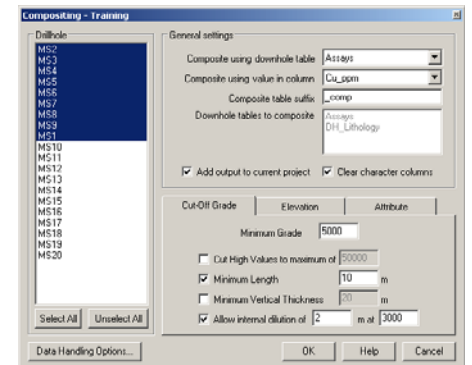 Compositing - Training
Drillhole
MS2
MS3
MS4
MS5
MS6
MS7
MS8
MS9
MS1
MS10
MS11
MS12
MS13
MS14
MS15
MS16
MS17
MS18
MS19
MS20
Select All Unselect All
General settings
Composite using downhole table Assays
Composite using value in column Cu_ppm
Composite table suffix _comp
Downhole tables to composite Assays
DH_Lithology
Add output to current project Clear character columns
Cut-Off Grade Elevation Attribute
Minimum Grade 5000
Cut High Values to maximum of 50000
Minimum Length 10 m
Minimum Vertical Thickness 20 m
Allow internal dilution of 2 m at 3000
Data Handling Options... OK Help Cancel